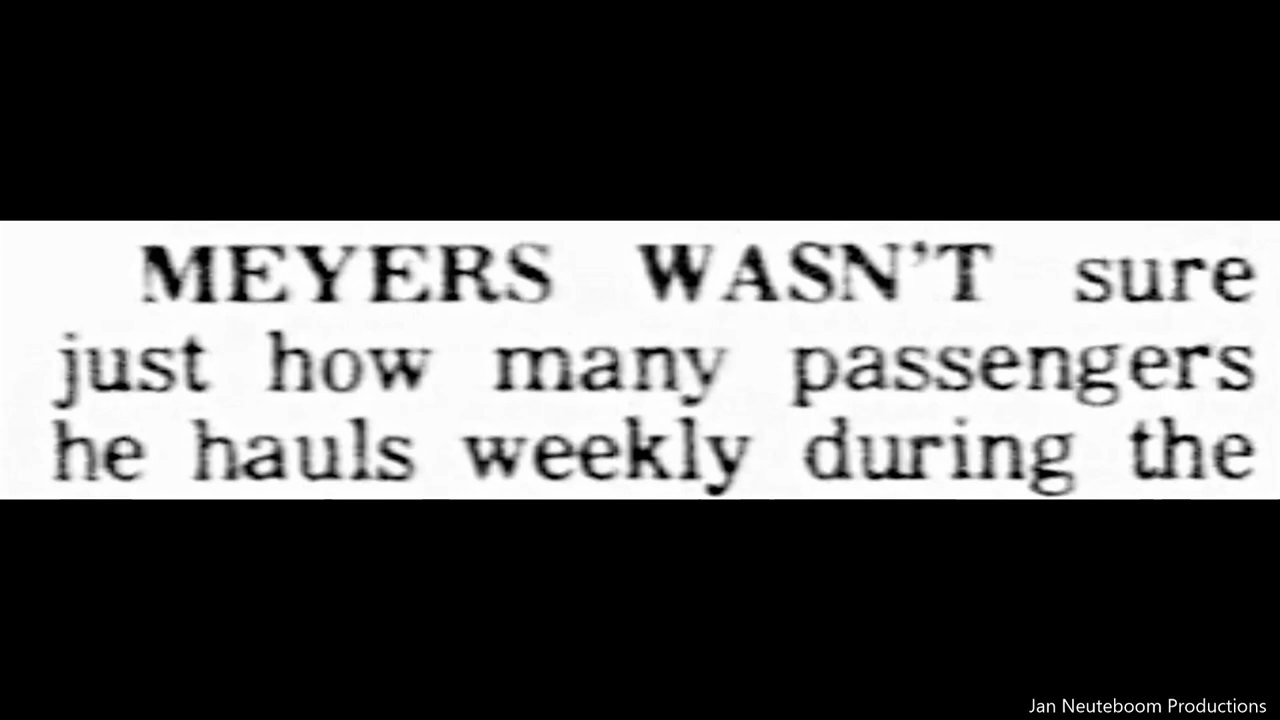 MEYERS WASN'T sure
just how many passengers
he hauls weekly during the
Jan Neuteboom Productions